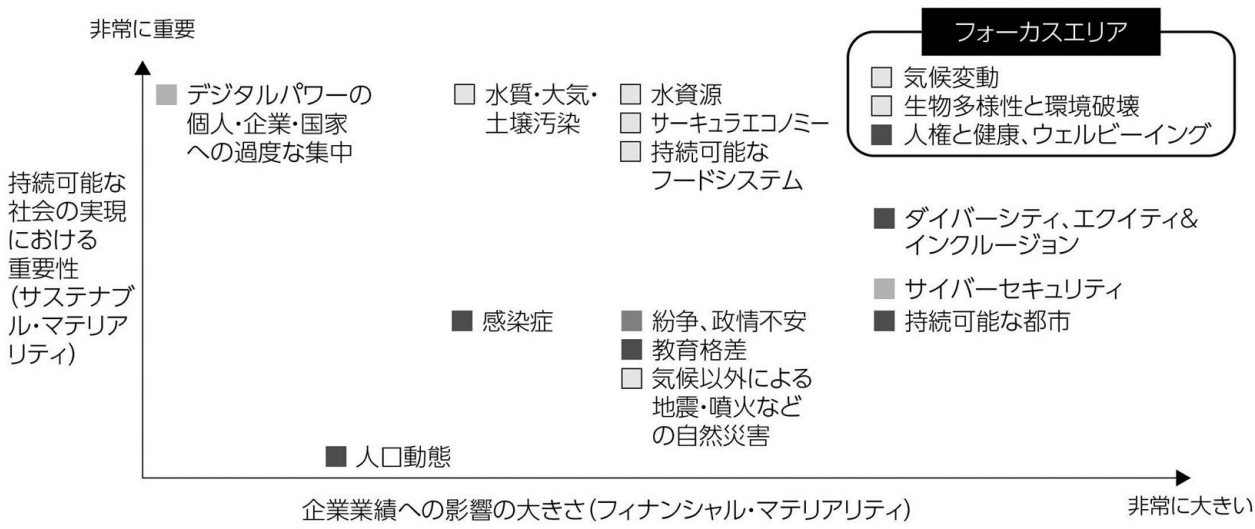 非常に重要
フォーカスエリア
気候変動
生物多様性と環境破壊
人権と健康、ウェルビーイング
デジタルパワーの
個人・企業・国家
への過度な集中
水質・大気・
土壌汚染
水資源
サーキュラエコノミー
持続可能な
フードシステム
持続可能な
社会の実現
における
重要性
(サステナブ
ル・マテリア
リティ)
ダイバーシティ、エクイティ&
インクルージョン
サイバーセキュリティ
持続可能な都市
感染症
紛争、政情不安
教育格差
気候以外による
地震・噴火など
の自然災害
人口動態
企業業績への影響の大きさ(フィナンシャル・マテリアリティ)
非常に大きい